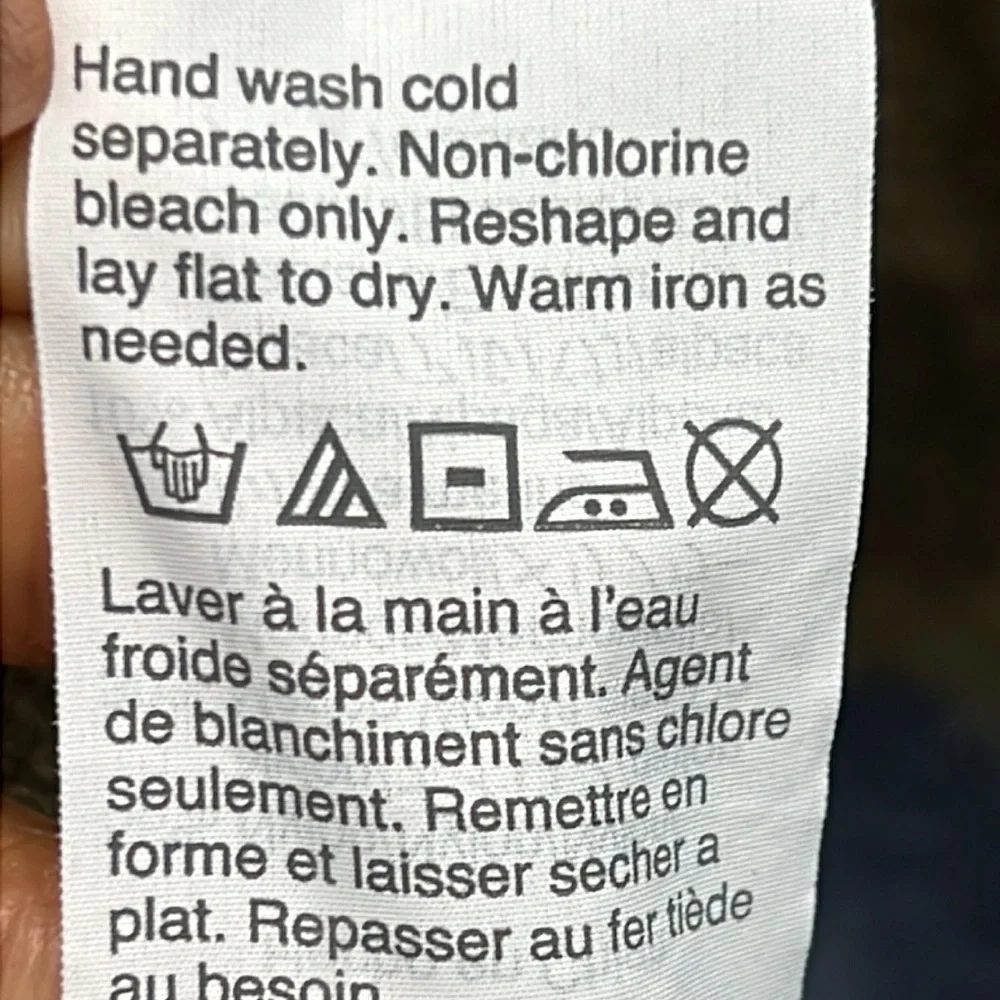 Hand wash cold
separately. Non-chlorine
bleach only. Reshape and
lay flat to dry. Warm iron as
needed.
Laver à la main à l'eau
froide séparément. Agent
de blanchiment sans chlore
seulement. Remettre en
forme et laisser secher a
plat. Repasser au fer tiède
au besoin.